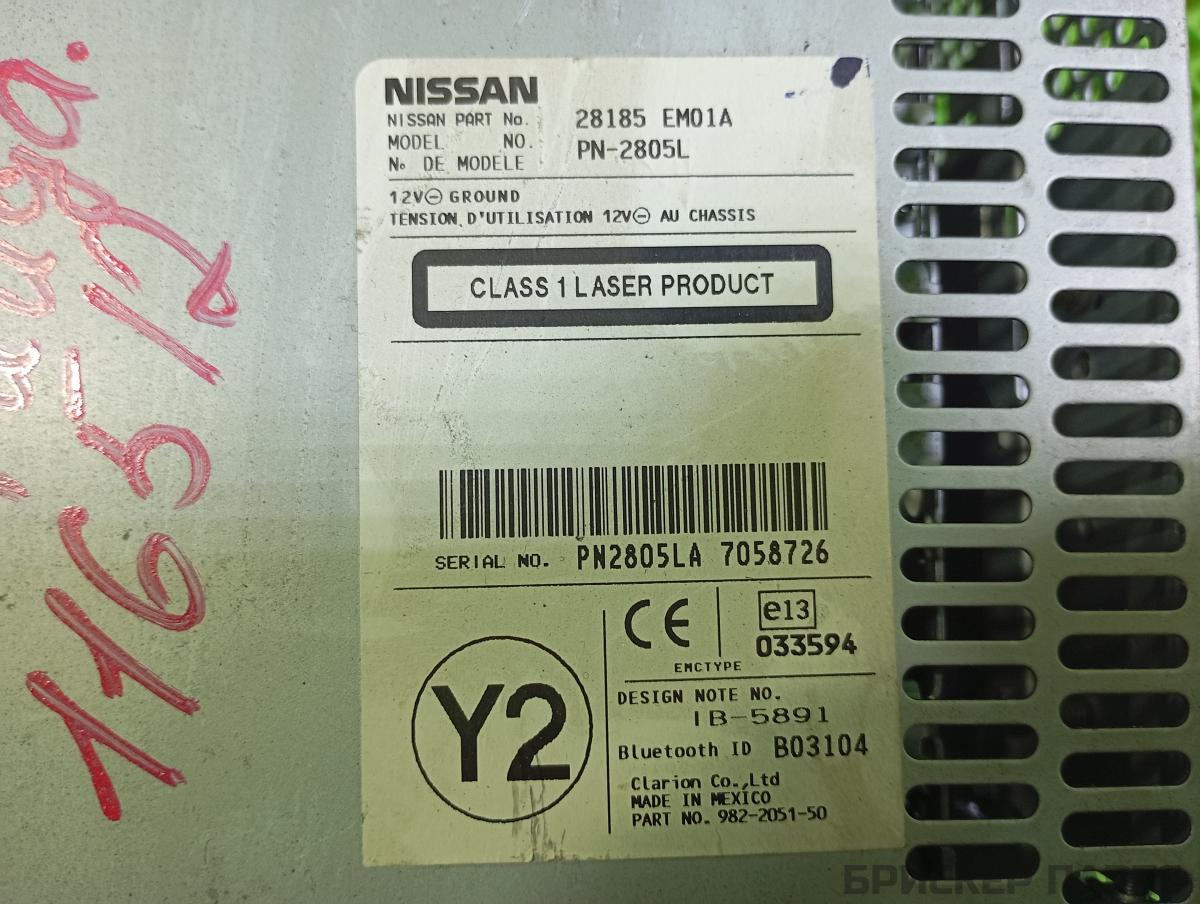 NISSAN
NISSAN PART No. 28185 EM01A
MODEL NO. PN-2805L
No DE MODELE
12V⊖ GROUND
TENSION D'UTILISATION 12V⊖ AU CHASSIS
CLASS 1 LASER PRODUCT
SERIAL NO. PN2805LA 7058726
CE
e13
033594
EMCTYPE
Y2
DESIGN NOTE NO.
IB-5891
Bluetooth ID B03104
Clarion Co.,Ltd
MADE IN MEXICO
PART NO. 982-2051-50
БРИСКЕР